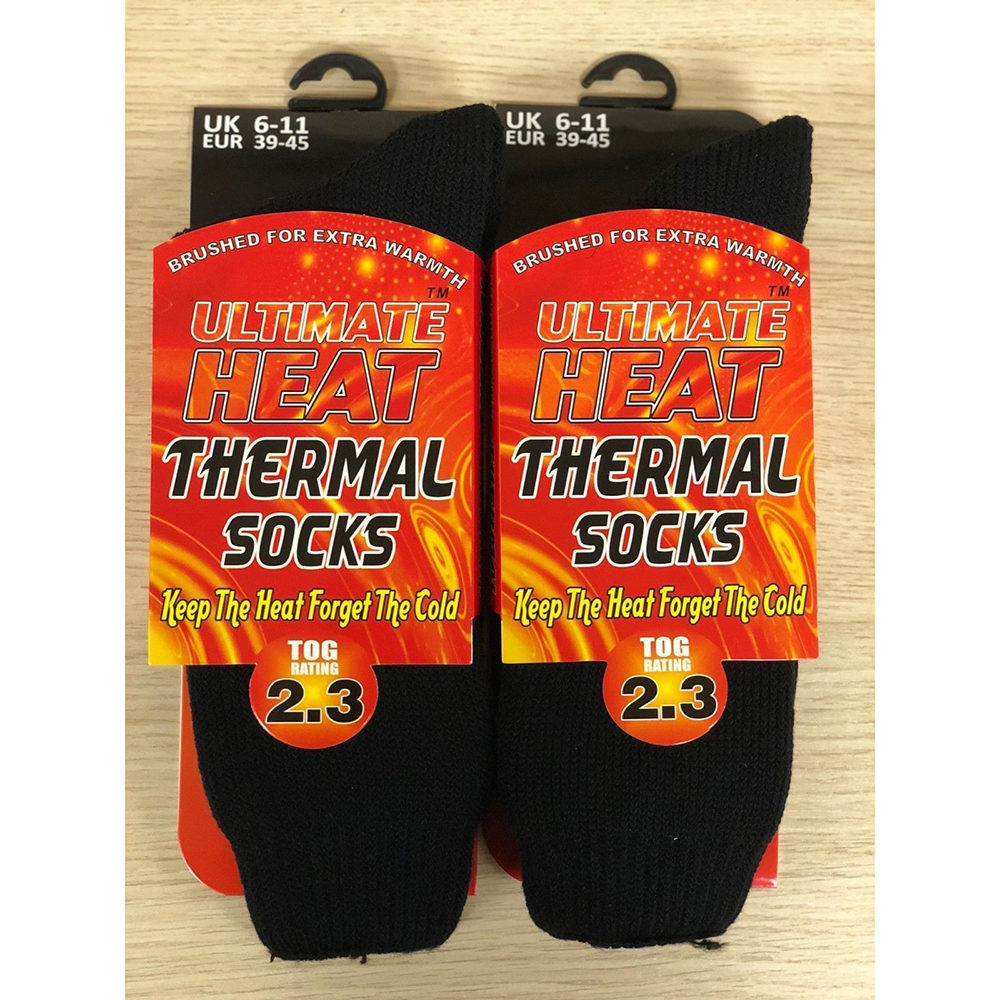 UK 6-11
EUR 39-45
BRUSHED FOR EXTRA WARMTH
ULTIMATE TM
HEAT
THERMAL
SOCKS
Keep The Heat Forget The Cold
TOG
RATING
2.3
UK 6-11
EUR 39-45
BRUSHED FOR EXTRA WARMTH
ULTIMATE TM
HEAT
THERMAL
SOCKS
Keep The Heat Forget The Cold
TOG
RATING
2.3